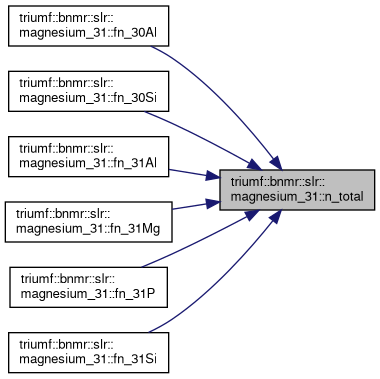 triumf::bnmr::slr::
magnesium_31::fn_30Al
triumf::bnmr::slr::
magnesium_31::fn_30Si
triumf::bnmr::slr::
magnesium_31::fn_31Al
triumf::bnmr::slr::
magnesium_31::n_total
triumf::bnmr::slr::
magnesium_31::fn_31Mg
triumf::bnmr::slr::
magnesium_31::fn_31P
triumf::bnmr::slr::
magnesium_31::fn_31Si